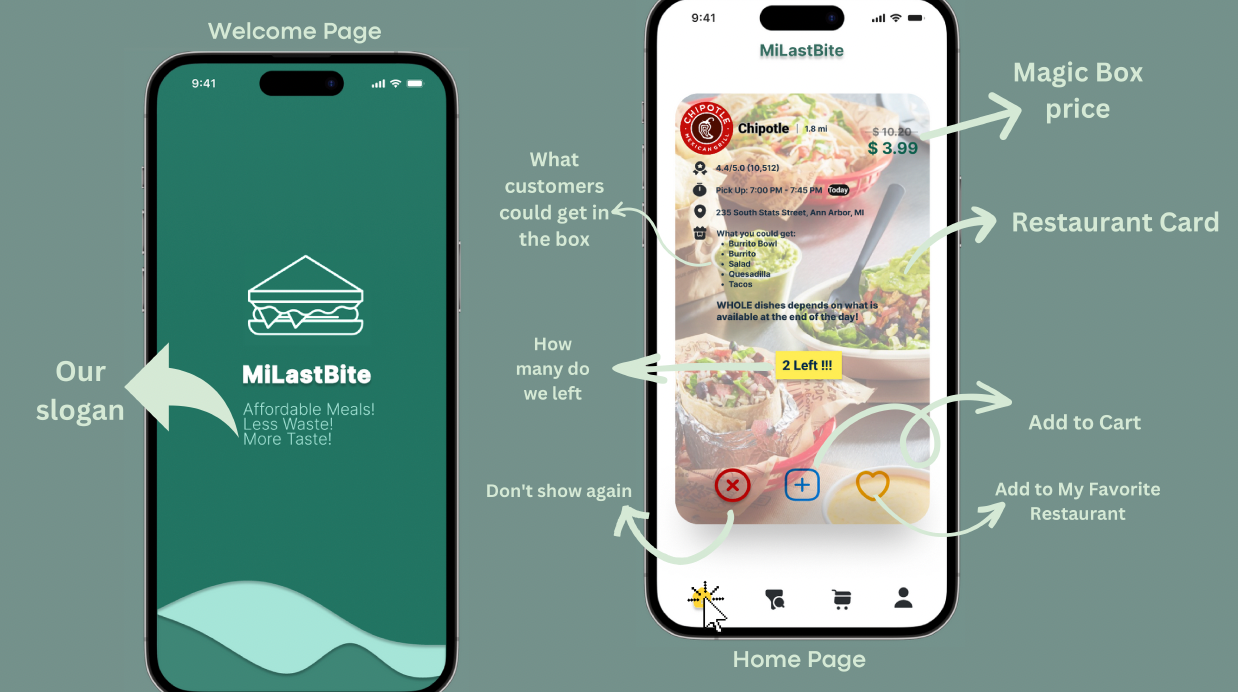 Welcome Page
9:41
MiLastBite
Affordable Meals!
Less Waste!
More Taste!
Our
slogan
9:41
MiLastBite
CHIPOTLE
MEXICAN GRILL
Chipotle | 1.8 mi
$ 10.20
$ 3.99
4.4/5.0 (10,512)
Pick Up: 7:00 PM - 7:45 PM Today
235 South Stats Street, Ann Arbor, MI
What you could get:
• Burrito Bowl
• Burrito
• Salad
• Quesadilla
• Tacos
WHOLE dishes depends on what is
available at the end of the day!
2 Left !!!
What
customers
could get in
the box
How
many do
we left
Don't show again
Magic Box
price
Restaurant Card
Add to Cart
Add to My Favorite
Restaurant
Home Page